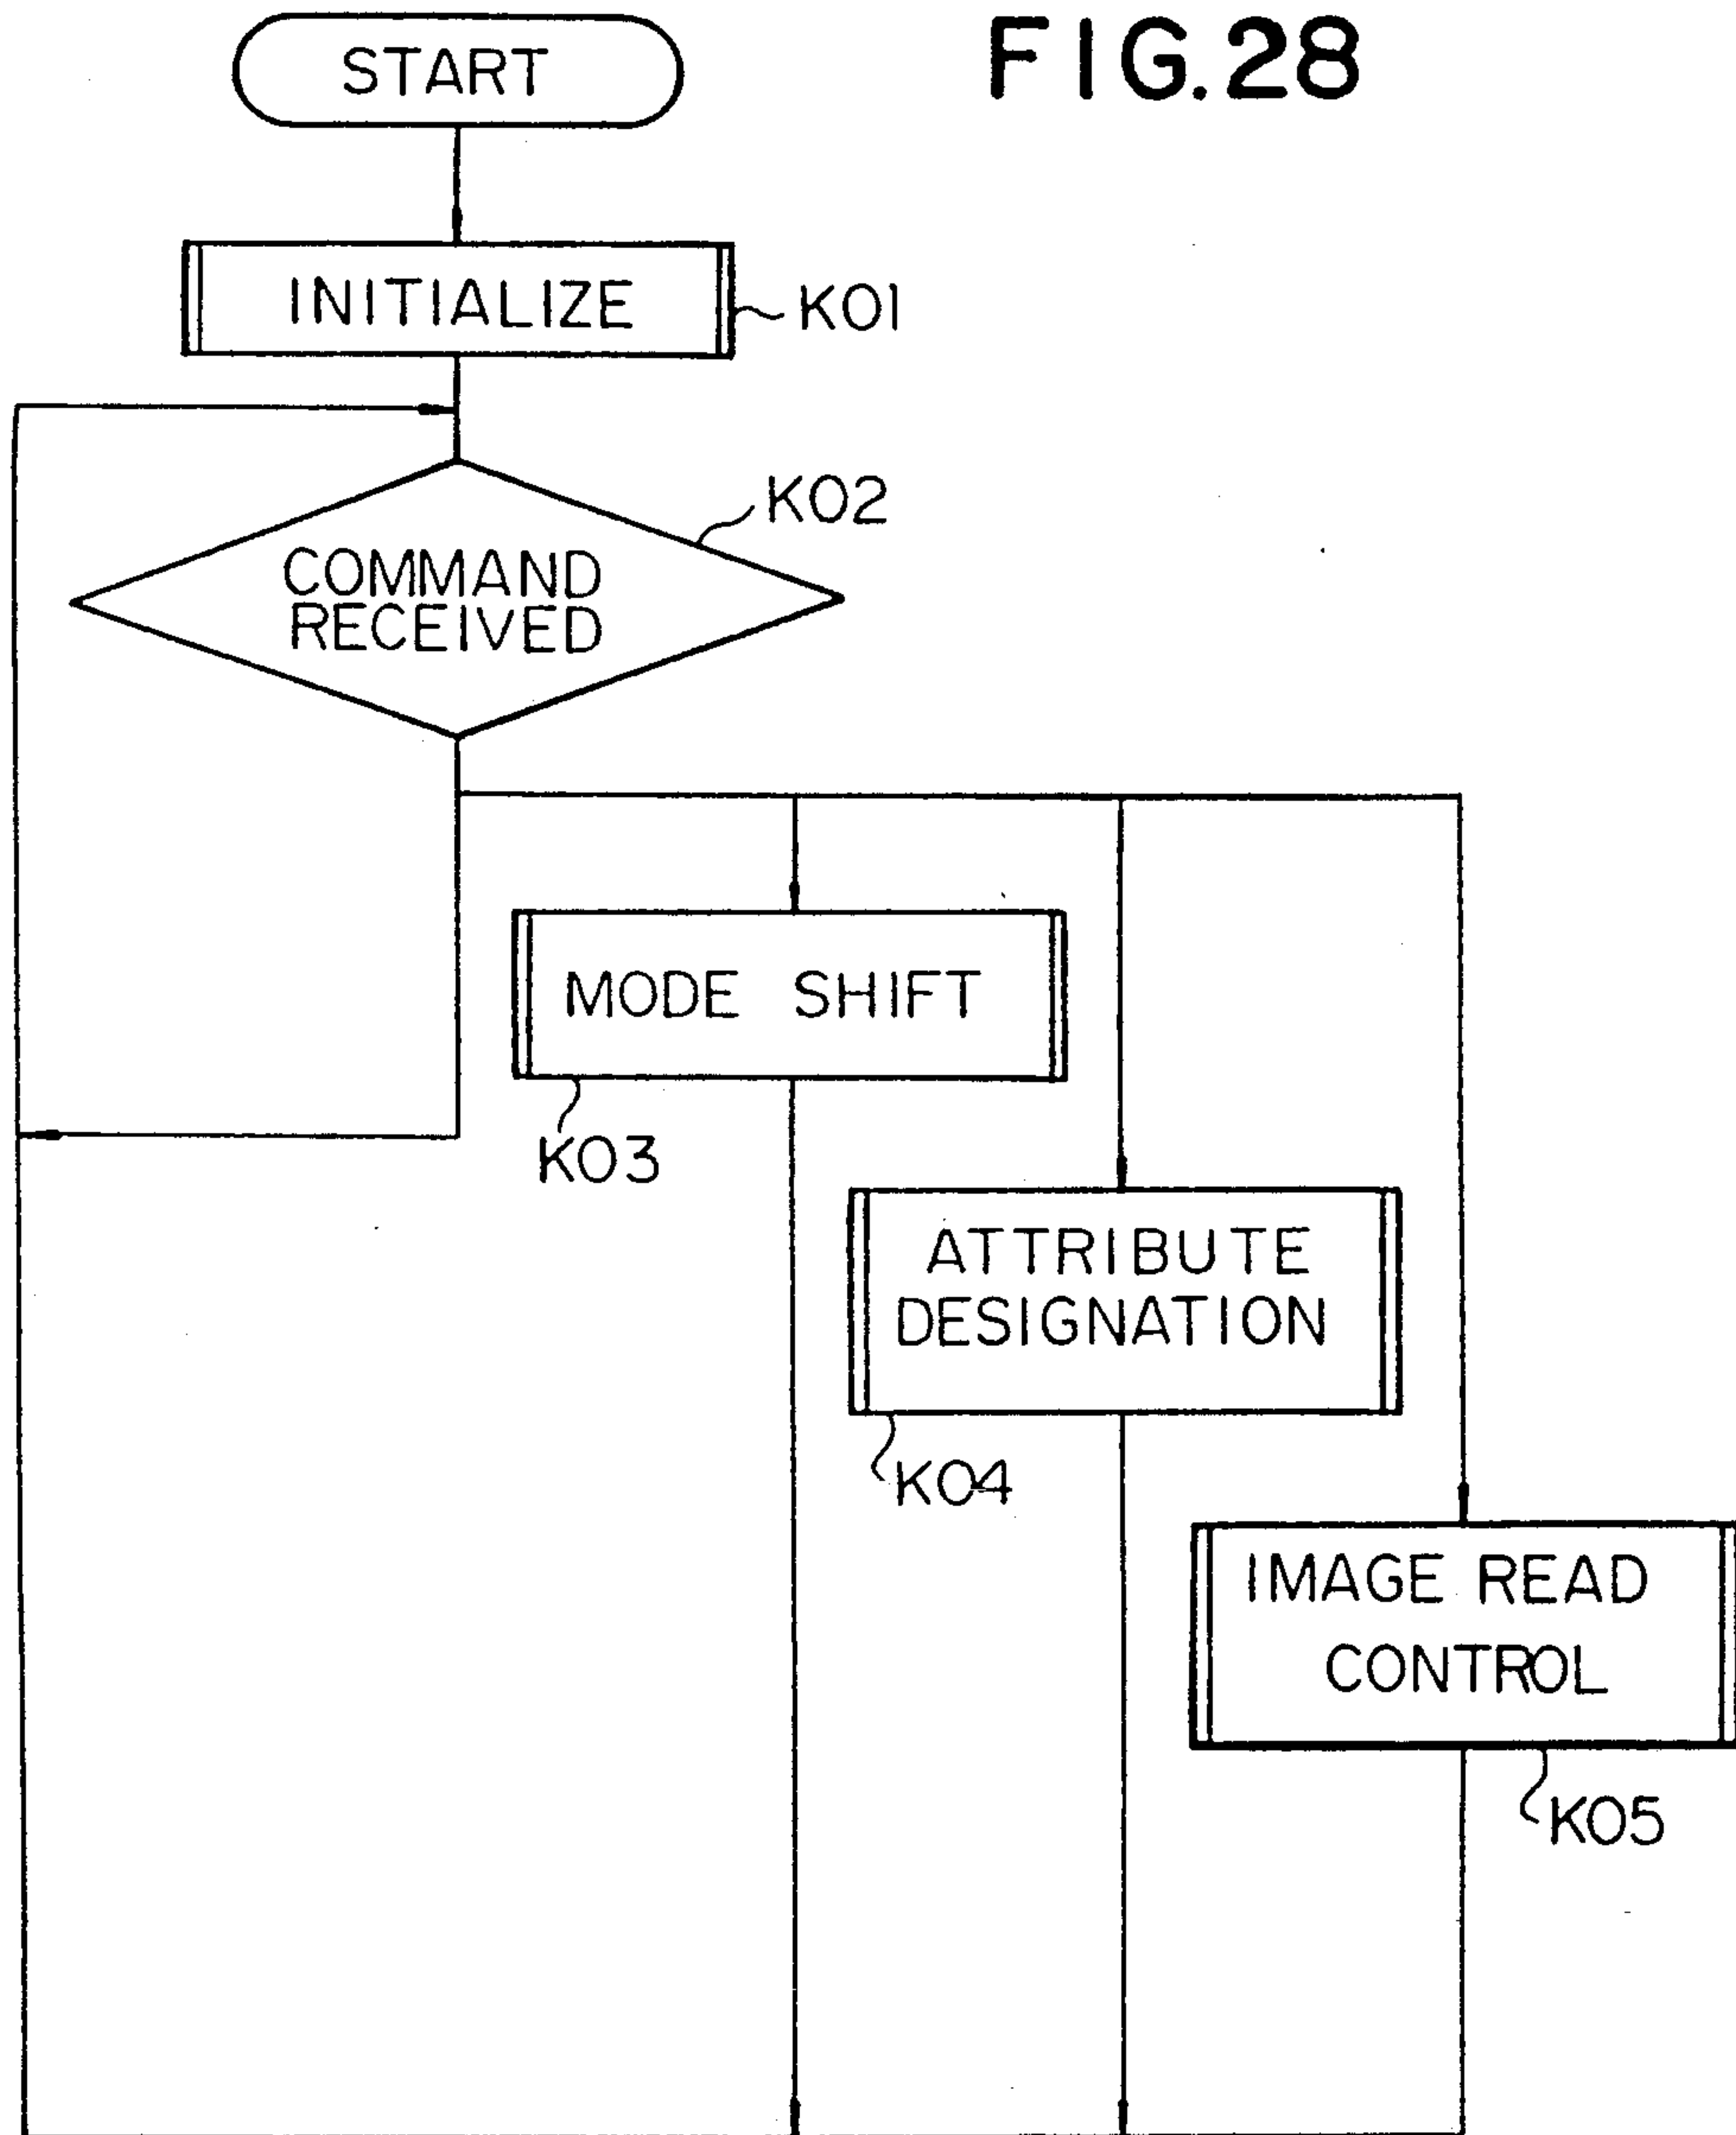 FIG.28
START
INITIALIZE
K01
K02
COMMAND
RECEIVED
MODE SHIFT
K03
ATTRIBUTE
DESIGNATION
K04
IMAGE READ
CONTROL
K05